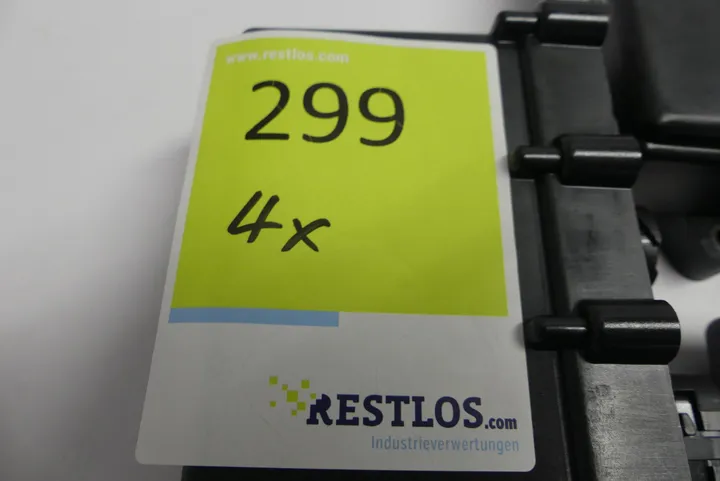 www.restlos.com
299
4x
RESTLOS.com
Industrieverwertungen